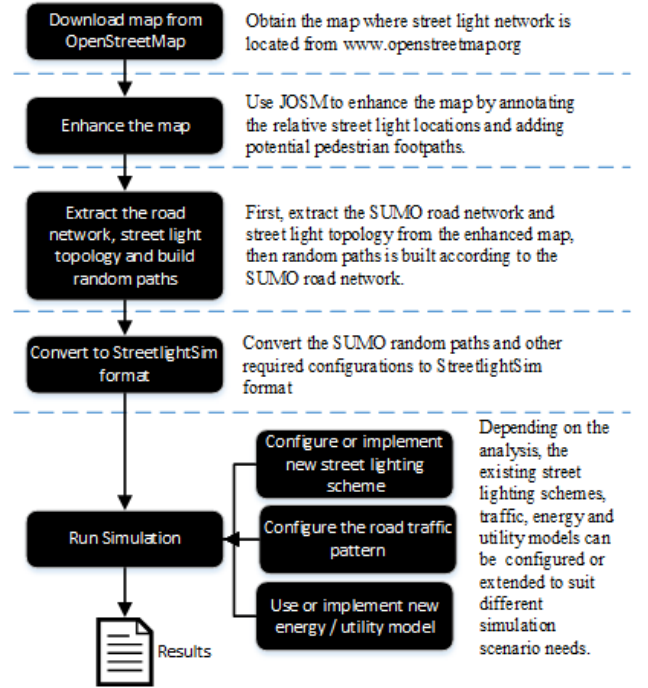 Download map from
OpenStreetMap
Obtain the map where street light network is
located from www.openstreetmap.org
Enhance the map
Use JOSM to enhance the map by annotating
the relative street light locations and adding
potential pedestrian footpaths.
Extract the road
network, street light
topology and build
random paths
First, extract the SUMO road network and
street light topology from the enhanced map,
then random paths is built according to the
SUMO road network.
Convert to StreetlightSim
format
Convert the SUMO random paths and other
required configurations to StreetlightSim
format
Run Simulation
Configure or implement
new street lighting
scheme
Configure the road traffic
pattern
Use or implement new
energy / utility model
Depending on the
analysis, the
existing street
lighting schemes,
traffic, energy and
utility models can
be configured or
extended to suit
different
simulation
scenario needs.
Results